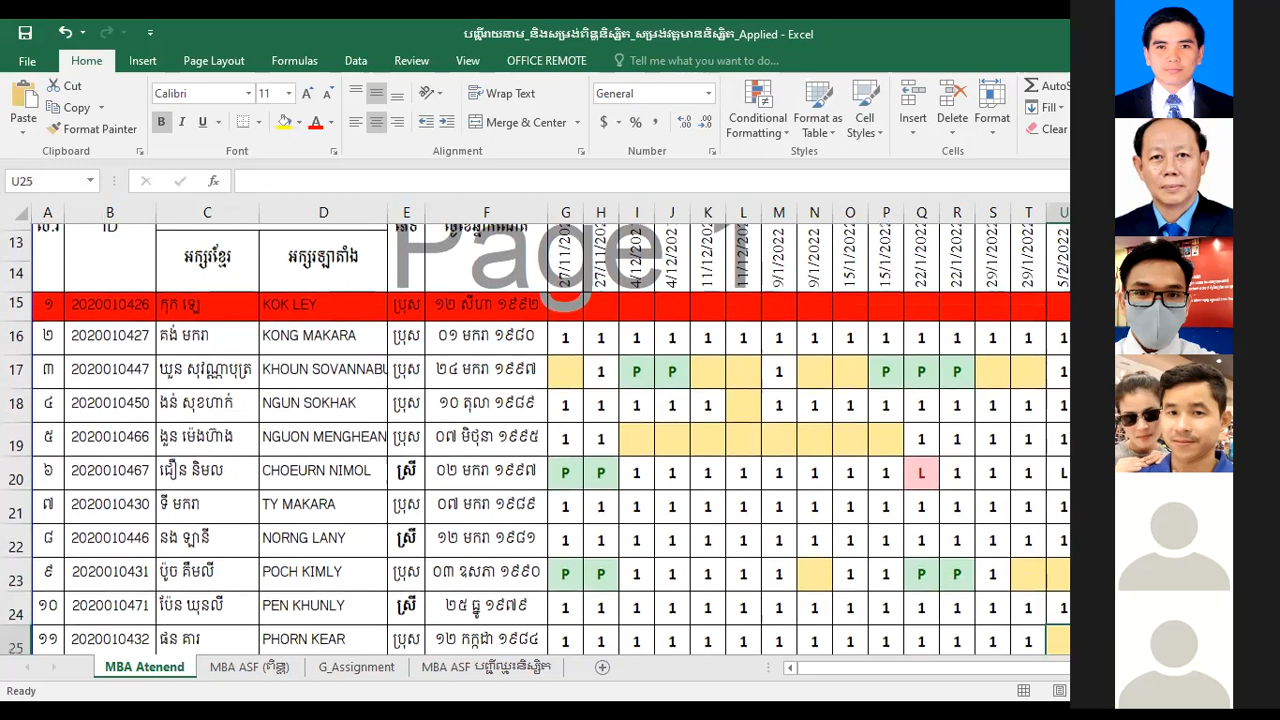 បញ្ជីរាយនាម_និងសម្រង់ពិន្ទុនិស្សិត_សម្រង់វត្តមាននិស្សិត_Applied - Excel
File Home Insert Page Layout Formulas Data Review View OFFICE REMOTE Tell me what you want to do...
Paste Cut Copy Format Painter Clipboard
Calibri 11 B I U Font
Wrap Text Merge & Center Alignment
General $ % , Number
Conditional Formatting Format as Table Cell Styles Styles
Insert Delete Format Cells
AutoS Fill Clear
U25 fx
A B C D E F G H I J K L M N O P Q R S T U
Page 1
13 ID
14 អក្សរខ្មែរ អក្សរឡាតាំង 27/11/202 27/11/202 4/12/2021 4/12/2021 11/12/202 11/12/202 9/1/2022 9/1/2022 15/1/2022 15/1/2022 22/1/2022 22/1/2022 29/1/2022 29/1/2022 5/2/2022
15 ១ 2020010426 កុក ឡេ KOK LEY ប្រុស ១២ សីហា ១៩៩២
16 ២ 2020010427 គង់ មករា KONG MAKARA ប្រុស ០១ មករា ១៩៨០ 1 1 1 1 1 1 1 1 1 1 1 1 1 1 1
17 ៣ 2020010447 ឃួន សុវណ្ណាបុត្រ KHOUN SOVANNABU ប្រុស ២៤ មករា ១៩៩៧ 1 P P 1 P P P 1
18 ៤ 2020010450 ងន់ សុខហាក់ NGUN SOKHAK ប្រុស ១០ តុលា ១៩៨៩ 1 1 1 1 1 1 1 1 1 1 1 1 1 1
19 ៥ 2020010466 ងួន ម៉េងហ៊ាង NGUON MENGHEAN ប្រុស ០៧ មិថុនា ១៩៩៥ 1 1 1 1 1 1 1
20 ៦ 2020010467 ជឿន និមល CHOEURN NIMOL ស្រី ០២ មករា ១៩៩៧ P P 1 1 1 1 1 1 1 1 L 1 1 1 L
21 ៧ 2020010430 ទី មករា TY MAKARA ប្រុស ០៧ មករា ១៩៨៩ 1 1 1 1 1 1 1 1 1 1 1 1 1 1 1
22 ៨ 2020010446 នង ឡានី NORNG LANY ស្រី ១២ មករា ១៩៨១ 1 1 1 1 1 1 1 1 1 1 1 1 1 1 1
23 ៩ 2020010431 ប៉ូច គឹមលី POCH KIMLY ប្រុស ០៣ ឧសភា ១៩៩០ P P 1 1 1 1 1 1 1 P P 1
24 ១០ 2020010471 ប៉ែន ឃុនលី PEN KHUNLY ស្រី ២៥ ធ្នូ ១៩៧៩ 1 1 1 1 1 1 1 1 1 1 1 1 1 1 1
25 ១១ 2020010432 ផន គារ PHORN KEAR ប្រុស ១២ កក្កដា ១៩៨៤ 1 1 1 1 1 1 1 1 1 1 1 1 1 1
MBA Atenend MBA ASF (ពិន្ទុ) G_Assignment MBA ASF បញ្ជីឈ្មោះនិស្សិត
Ready